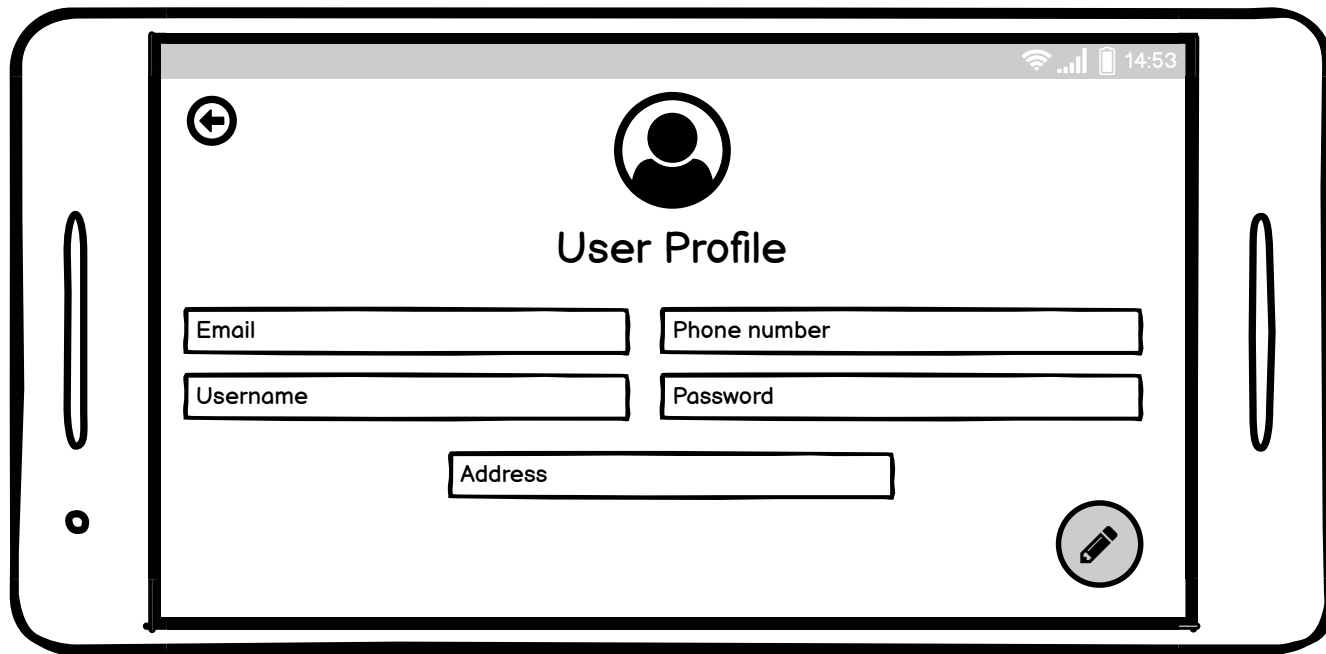 14:53
User Profile
Email
Phone number
Username
Password
Address